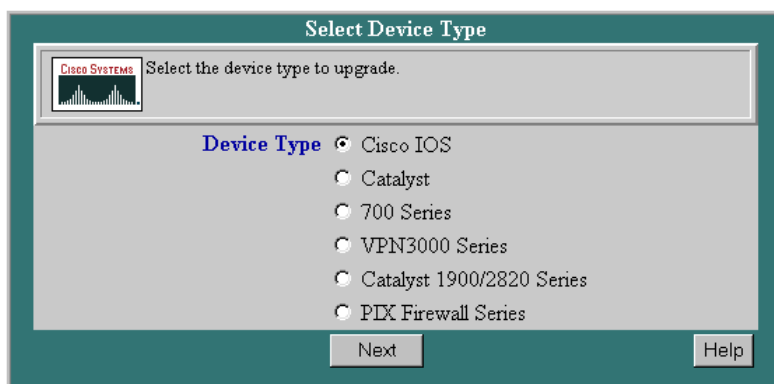 Select Device Type
CISCO SYSTEMS
Select the device type to upgrade.
Device Type
Cisco IOS
Catalyst
700 Series
VPN3000 Series
Catalyst 1900/2820 Series
PIX Firewall Series
Next
Help